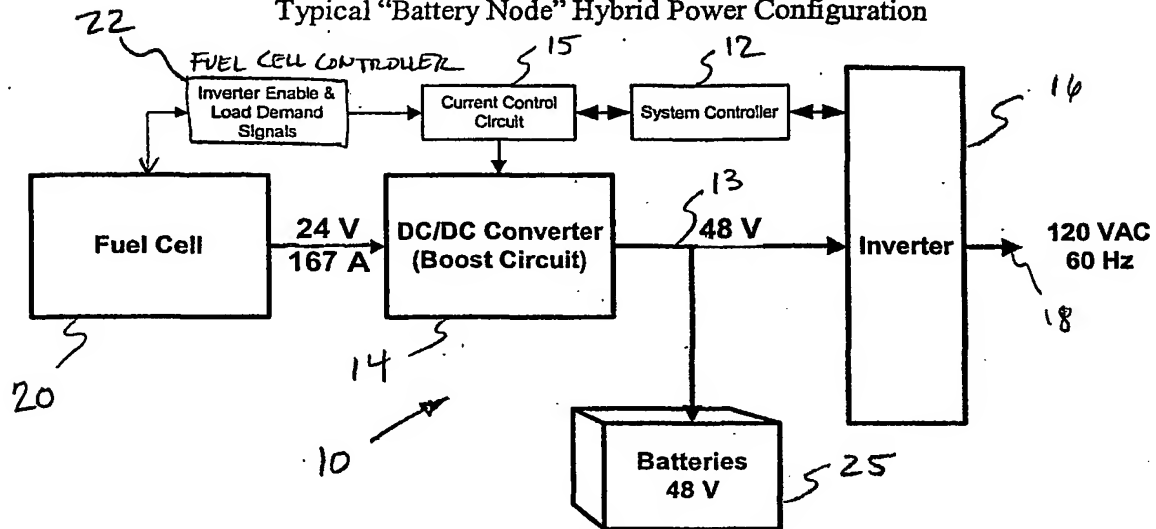 Typical “Battery Node” Hybrid Power Configuration
22
FUEL CELL CONTROLLER
15
12
16
Inverter Enable &
Load Demand
Signals
Current Control
Circuit
System Controller
13
Fuel Cell
24 V
167 A
DC/DC Converter
(Boost Circuit)
48 V
Inverter
120 VAC
60 Hz
18
20
14
10
Batteries
48 V
25